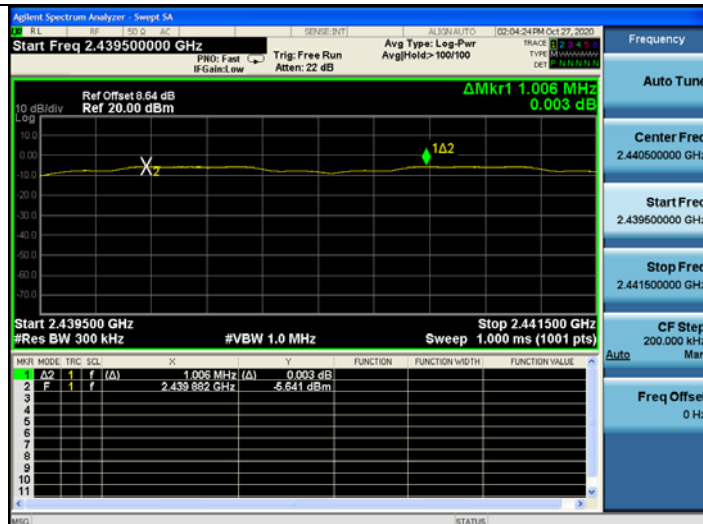 Agilent Spectrum Analyzer - Swept SA
RL RF 50 Ω AC SENSE:INT ALIGNAUTO 02:04:24 PM Oct 27, 2020
Start Freq 2.439500000 GHz
PNO: Fast
IFGain:Low
Trig: Free Run
Atten: 22 dB
Avg Type: Log-Pwr
Avg|Hold:> 100/100
TRACE 1 2 3 4 5 6
TYPE
DET P N N N N N
Frequency
Auto Tune
Center Freq
2.440500000 GHz
Start Freq
2.439500000 GHz
Stop Freq
2.441500000 GHz
CF Step
200.000 kHz
Auto Man
Freq Offset
0 Hz
ΔMkr1 1.006 MHz
0.003 dB
Ref Offset 8.64 dB
10 dB/div Ref 20.00 dBm
Log
10.0
0.00
-10.0
-20.0
-30.0
-40.0
-50.0
-60.0
-70.0
1Δ2
2
Start 2.439500 GHz Stop 2.441500 GHz
#Res BW 300 kHz #VBW 1.0 MHz Sweep 1.000 ms (1001 pts)
MKR MODE TRC SCL X Y FUNCTION FUNCTION WIDTH FUNCTION VALUE
1 Δ2 1 f (Δ) 1.006 MHz (Δ) 0.003 dB
2 F 1 f 2.439 882 GHz -5.641 dBm
3
4
5
6
7
8
9
10
11
MSG STATUS